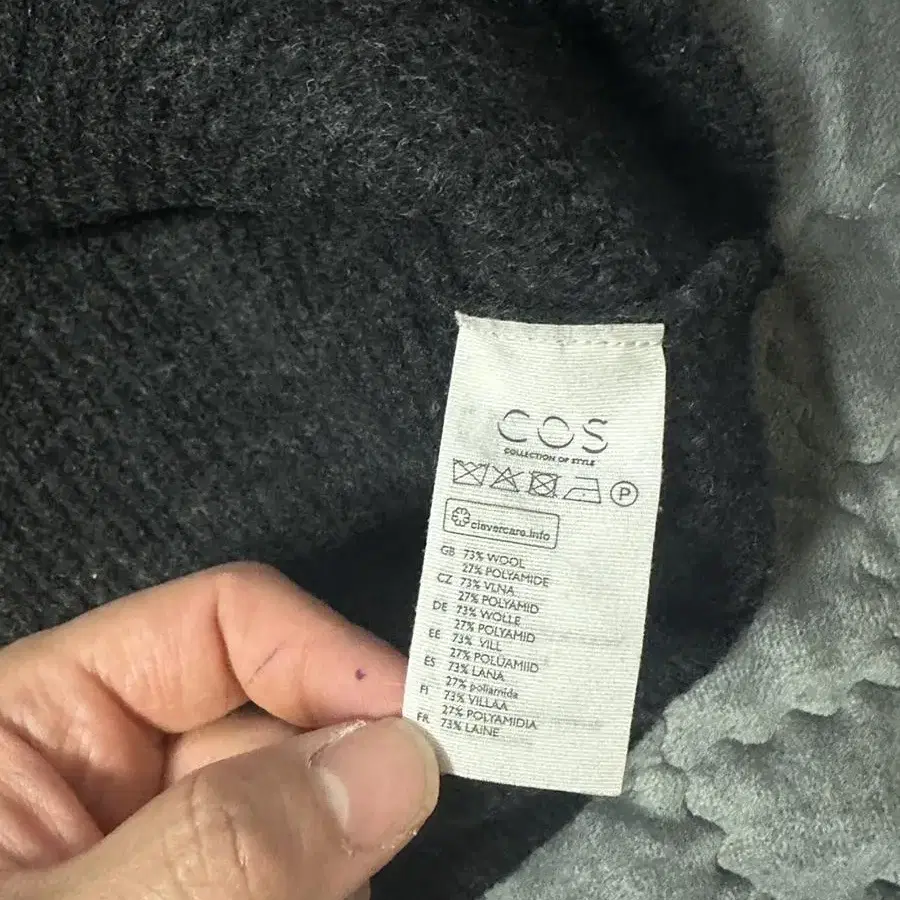 COS
COLLECTION OF STYLE
P
clevercare.info
GB 73% WOOL
27% POLYAMIDE
CZ 73% VLNA
27% POLYAMID
DE 73% WOLLE
27% POLYAMID
EE 73% VILL
27% POLÜAMIID
ES 73% LANA
27% poliamida
FI 73% VILLAA
27% POLYAMIDIA
FR 73% LAINE